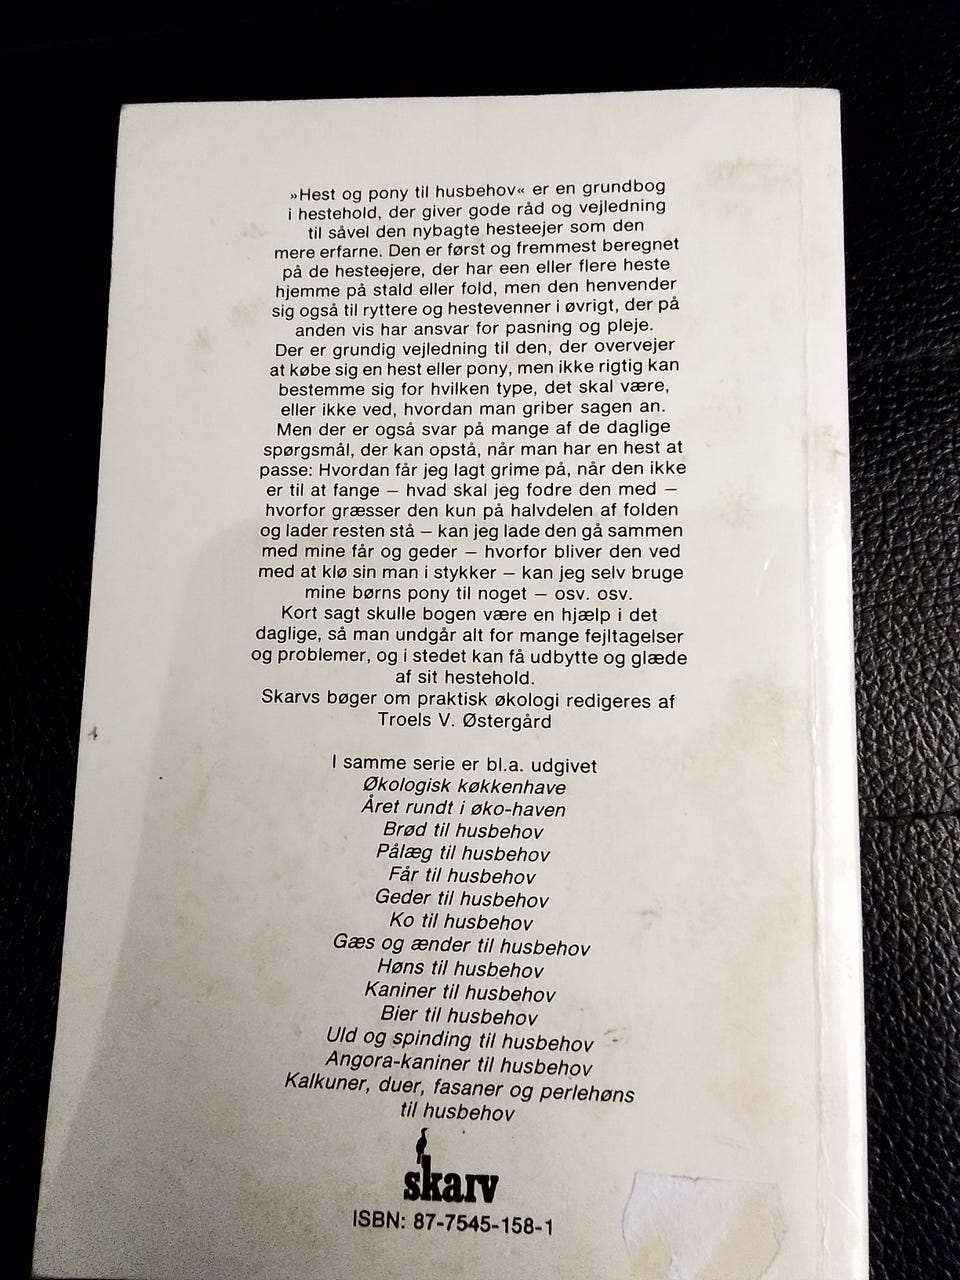 »Hest og pony til husbehov« er en grundbog
i hestehold, der giver gode råd og vejledning
til såvel den nybagte hesteejer som den
mere erfarne. Den er først og fremmest beregnet
på de hesteejere, der har een eller flere heste
hjemme på stald eller fold, men den henvender
sig også til ryttere og hestevenner i øvrigt, der på
anden vis har ansvar for pasning og pleje.
Der er grundig vejledning til den, der overvejer
at købe sig en hest eller pony, men ikke rigtig kan
bestemme sig for hvilken type, det skal være,
eller ikke ved, hvordan man griber sagen an.
Men der er også svar på mange af de daglige
spørgsmål, der kan opstå, når man har en hest at
passe: Hvordan får jeg lagt grime på, når den ikke
er til at fange – hvad skal jeg fodre den med –
hvorfor græsser den kun på halvdelen af folden
og lader resten stå – kan jeg lade den gå sammen
med mine får og geder – hvorfor bliver den ved
med at klø sin man i stykker – kan jeg selv bruge
mine børns pony til noget – osv. osv.
Kort sagt skulle bogen være en hjælp i det
daglige, så man undgår alt for mange fejltagelser
og problemer, og i stedet kan få udbytte og glæde
af sit hestehold.
Skarvs bøger om praktisk økologi redigeres af
Troels V. Østergård
I samme serie er bl.a. udgivet
Økologisk køkkenhave
Året rundt i øko-haven
Brød til husbehov
Pålæg til husbehov
Får til husbehov
Geder til husbehov
Ko til husbehov
Gæs og ænder til husbehov
Høns til husbehov
Kaniner til husbehov
Bier til husbehov
Uld og spinding til husbehov
Angora-kaniner til husbehov
Kalkuner, duer, fasaner og perlehøns
til husbehov
skarv
ISBN: 87-7545-158-1